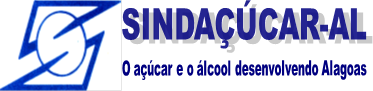 SINDAÇÚCAR-AL
O açúcar e o álcool desenvolvendo Alagoas